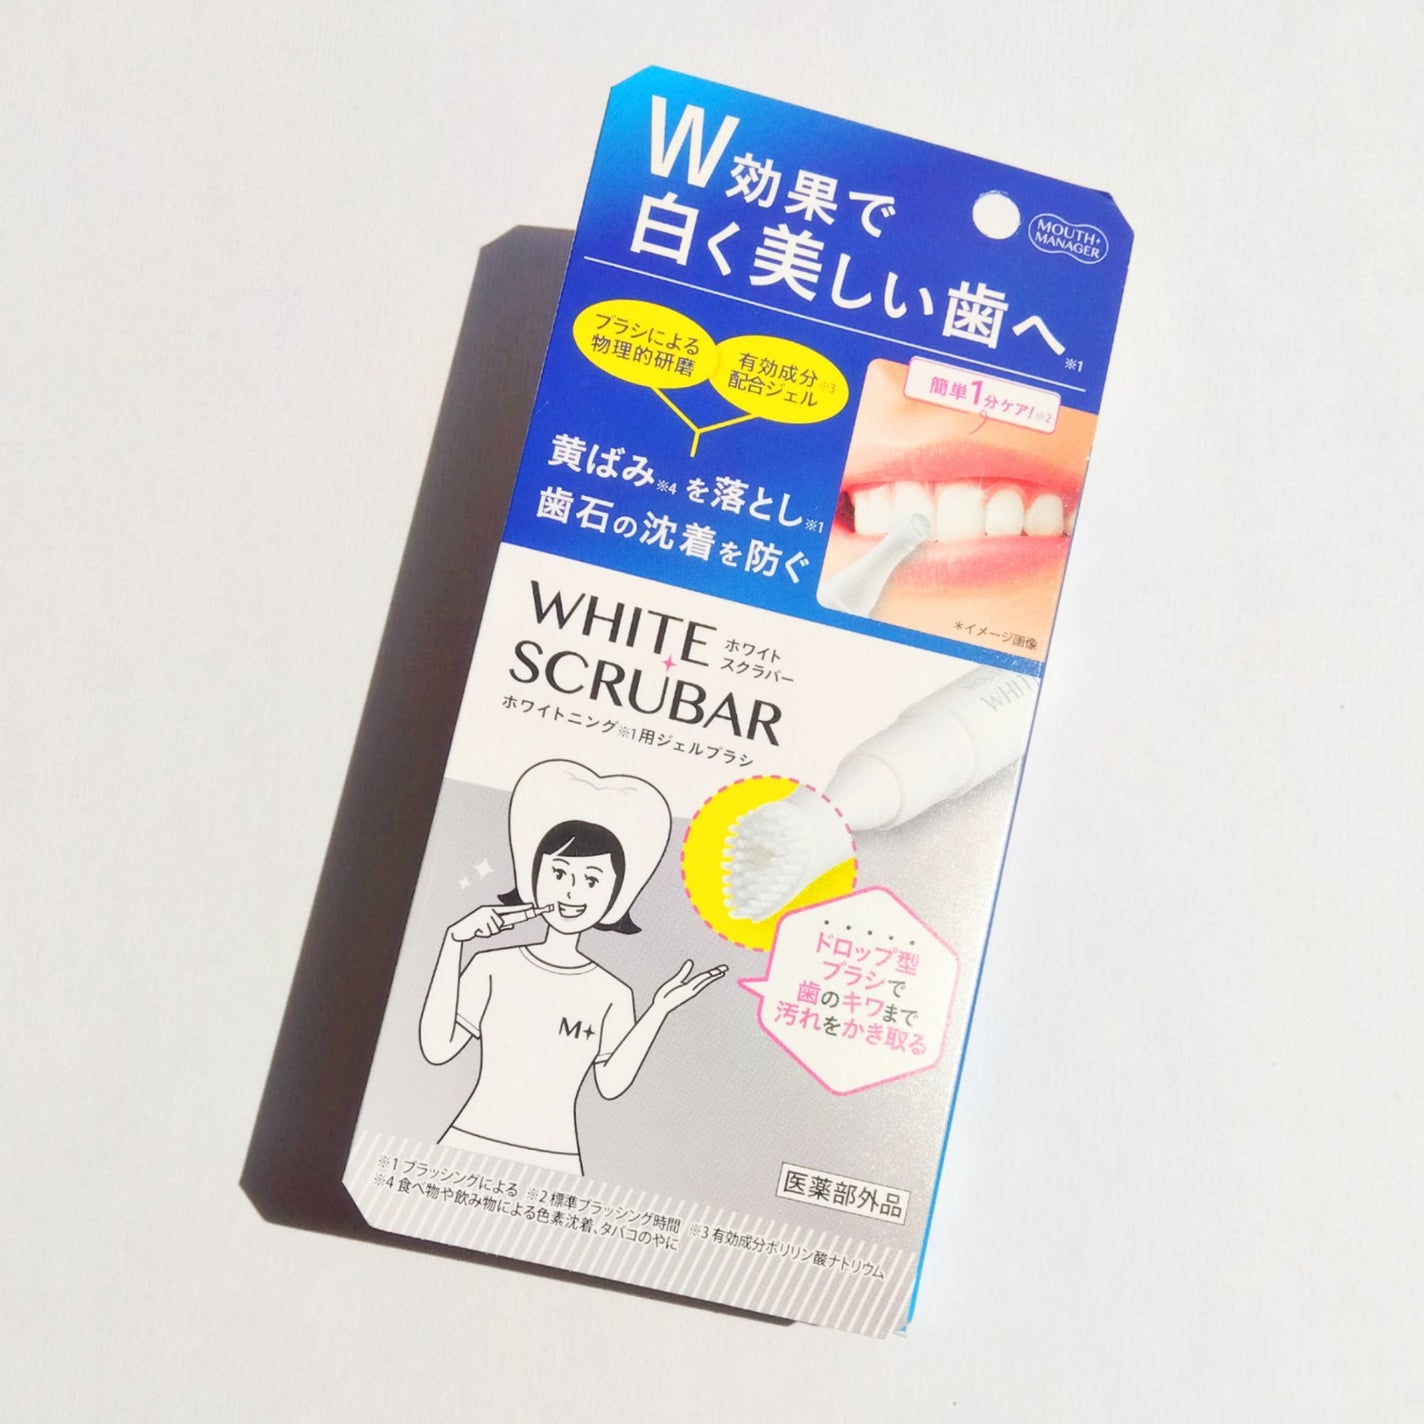 W効果で
白く美しい歯へ※1
MOUTH+
MANAGER
ブラシによる
物理的研磨
有効成分※3
配合ジェル
簡単1分ケア!※2
黄ばみ※4を落とし※1
歯石の沈着を防ぐ
*イメージ画像
WHITE
SCRUBAR
ホワイト
スクラバー
ホワイトニング※1用ジェルブラシ
WHIT
ドロップ型
ブラシで
歯のキワまで
汚れをかき取る
M+
医薬部外品
※1 ブラッシングによる ※2 標準ブラッシング時間 ※3 有効成分ポリリン酸ナトリウム
※4 食べ物や飲み物による色素沈着、タバコのやに